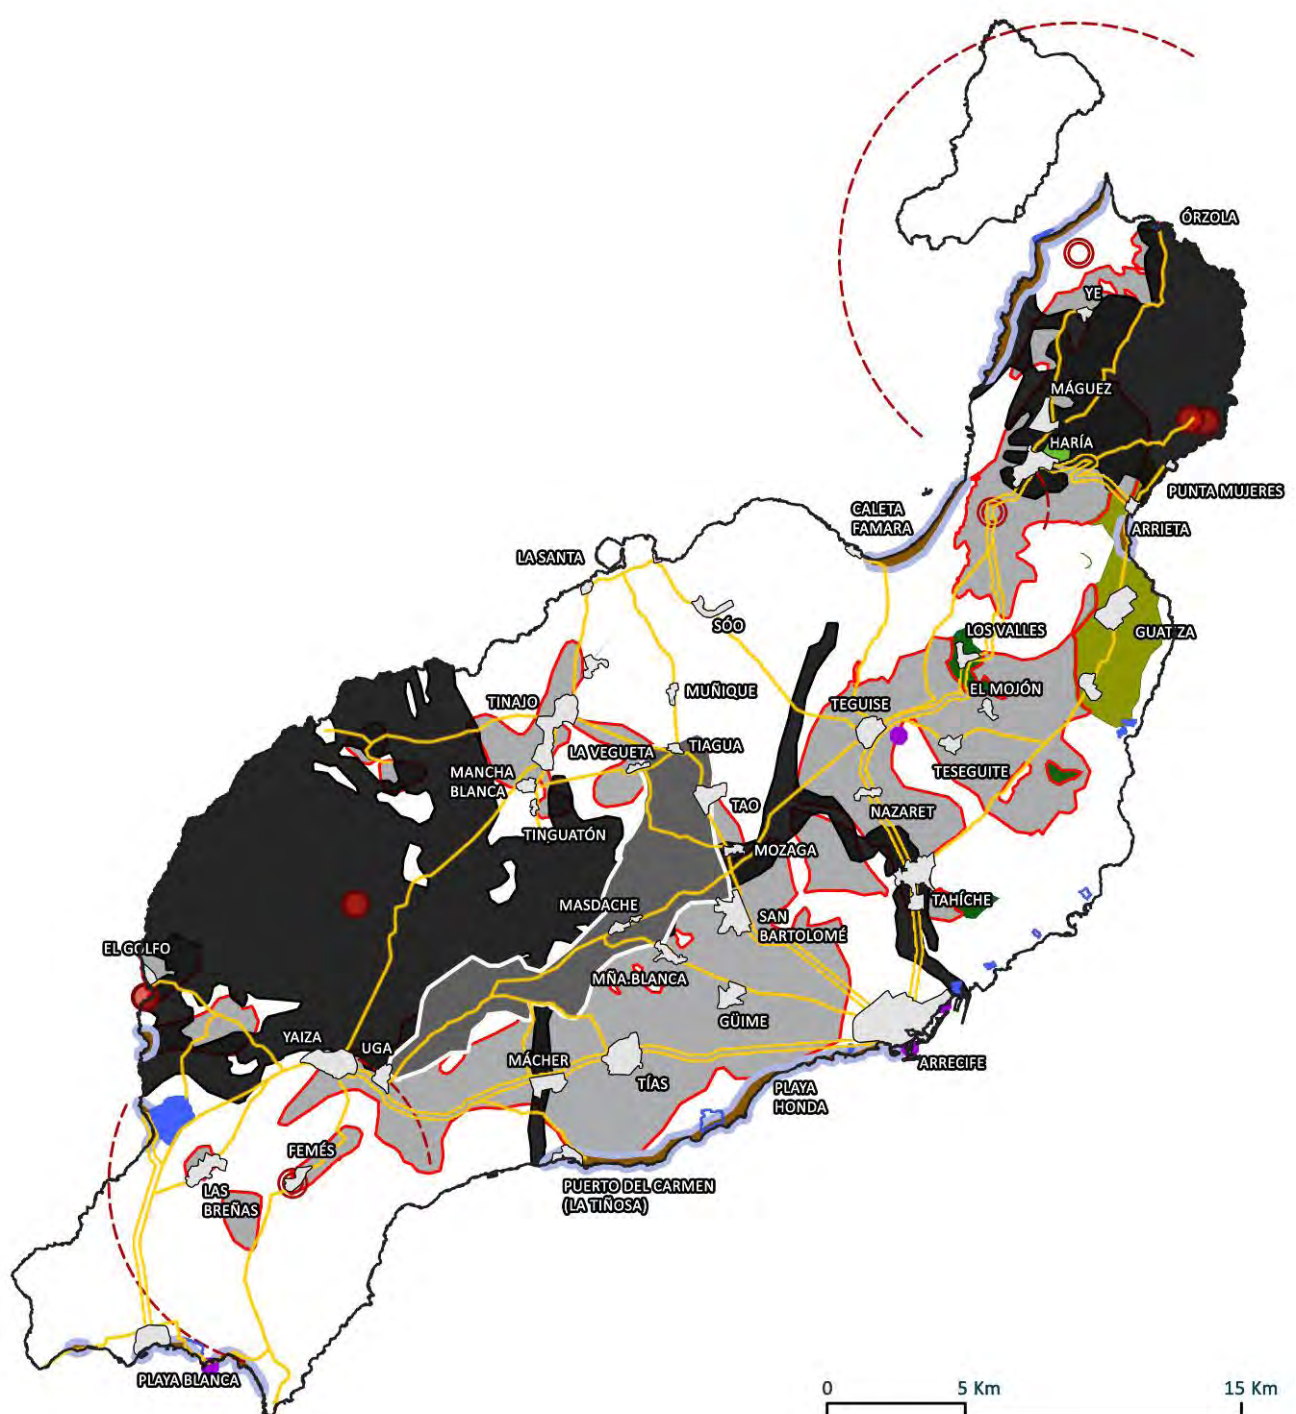 ÓRZOLA
YE
MÁGUEZ
HARÍA
PUNTA MUJERES
CALETA
FAMARA
ARRIETA
LA SANTA
SÓO
LOS VALLES
GUATIZA
MUÑIQUE
EL MOJÓN
TINAJO
TEGUISE
LA VEGUETA
TIAGUA
MANCHA
BLANCA
TESEGUITE
TAO
NAZARET
TINGUATÓN
MOZAGA
MASDACHE
TAHÍCHE
SAN
BARTOLOMÉ
EL GOLFO
MÑA.BLANCA
GÜIME
YAIZA
UGA
MÁCHER
TÍAS
ARRECIFE
PLAYA
HONDA
FEMÉS
LAS
BREÑAS
PUERTO DEL CARMEN
(LA TIÑOSA)
PLAYA BLANCA
0 5 Km 15 Km